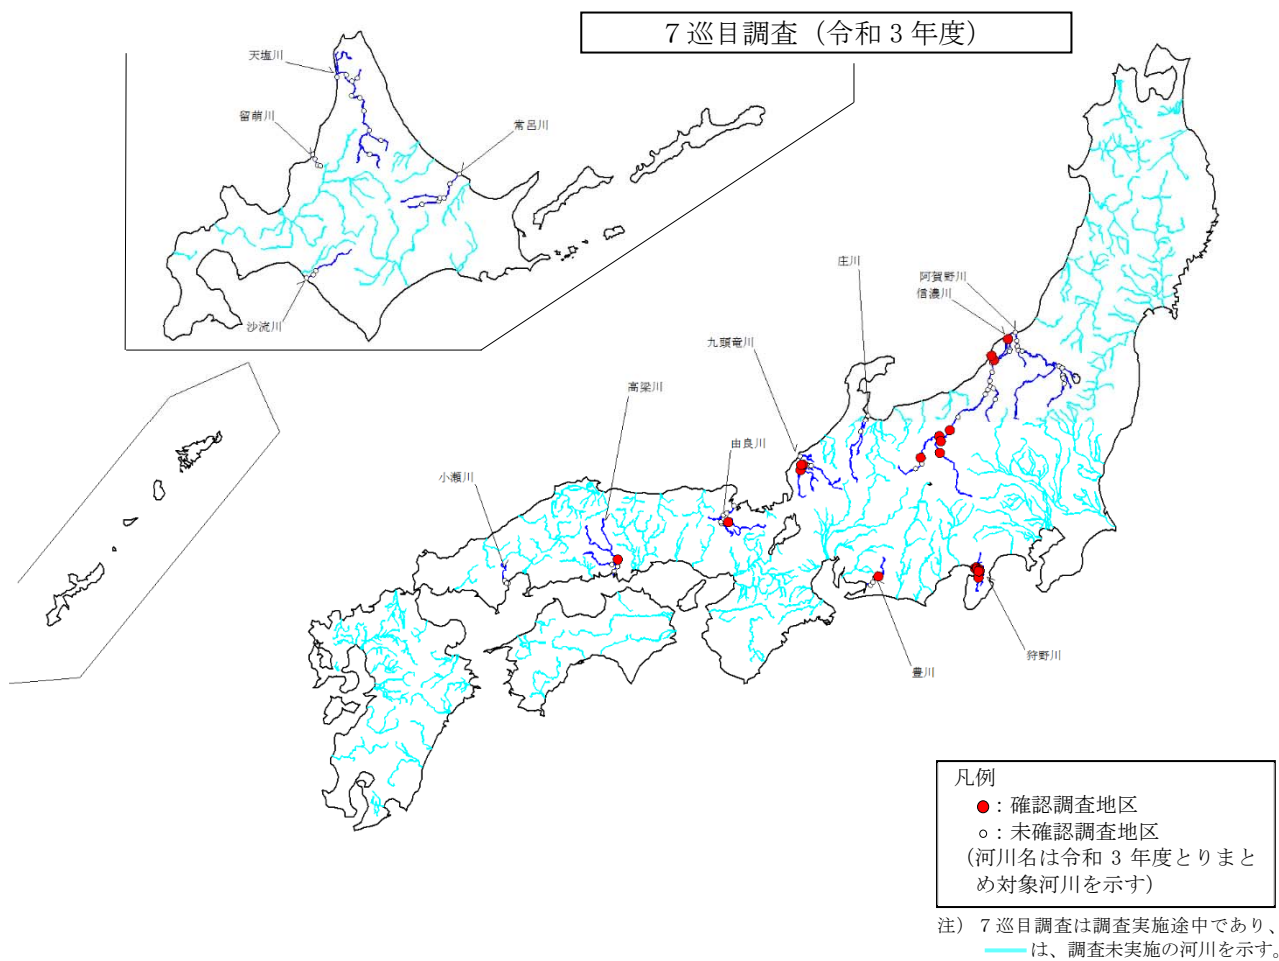 ７巡目調査（令和３年度）
天塩川
留萌川
常呂川
沙流川
庄川
阿賀野川
信濃川
九頭竜川
高梁川
由良川
小瀬川
狩野川
豊川
凡例
●：確認調査地区
○：未確認調査地区
（河川名は令和 3 年度とりまと
め対象河川を示す）
注） ７巡目調査は調査実施途中であり、
は、調査未実施の河川を示す。